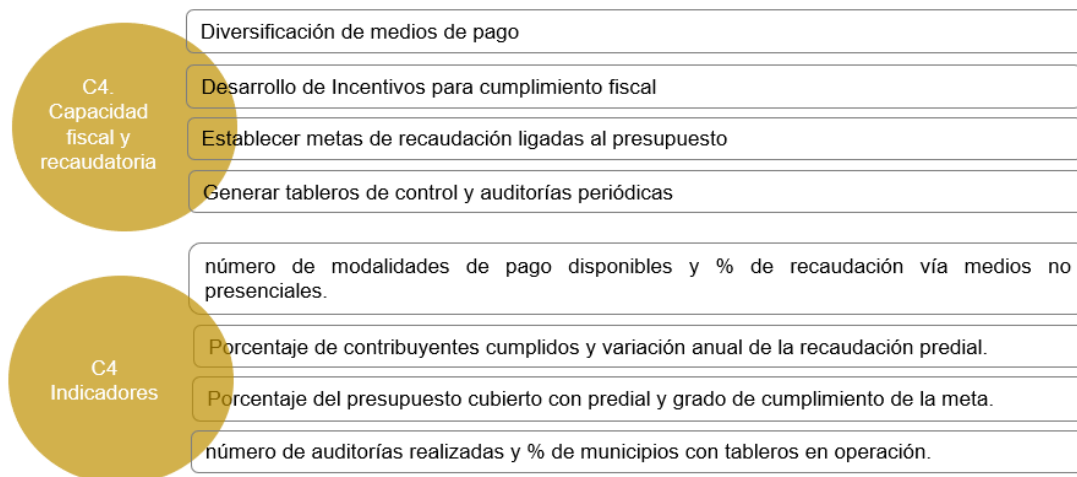 C4.
Capacidad
fiscal y
recaudatoria
Diversificación de medios de pago
Desarrollo de Incentivos para cumplimiento fiscal
Establecer metas de recaudación ligadas al presupuesto
Generar tableros de control y auditorías periódicas
C4
Indicadores
número de modalidades de pago disponibles y % de recaudación vía medios no
presenciales.
Porcentaje de contribuyentes cumplidos y variación anual de la recaudación predial.
Porcentaje del presupuesto cubierto con predial y grado de cumplimiento de la meta.
número de auditorías realizadas y % de municipios con tableros en operación.